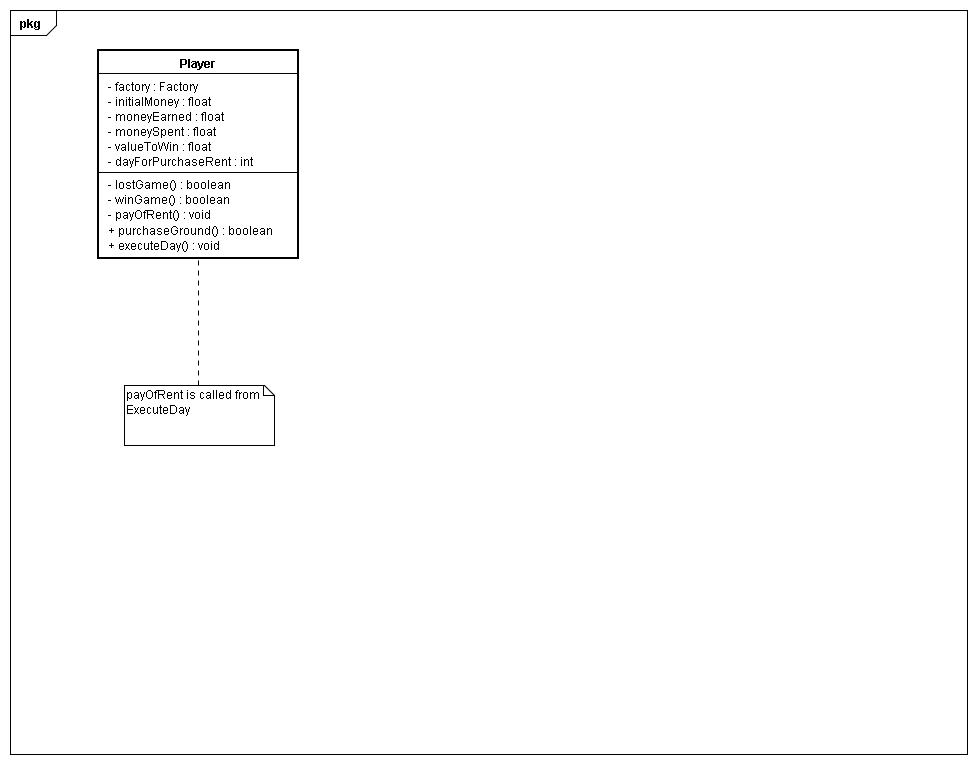 pkg
Player
- factory : Factory
- initialMoney : float
- moneyEarned : float
- moneySpent : float
- valueToWin : float
- dayForPurchaseRent : int
- lostGame() : boolean
- winGame() : boolean
- payOfRent() : void
+ purchaseGround() : boolean
+ executeDay() : void
payOfRent is called from
ExecuteDay